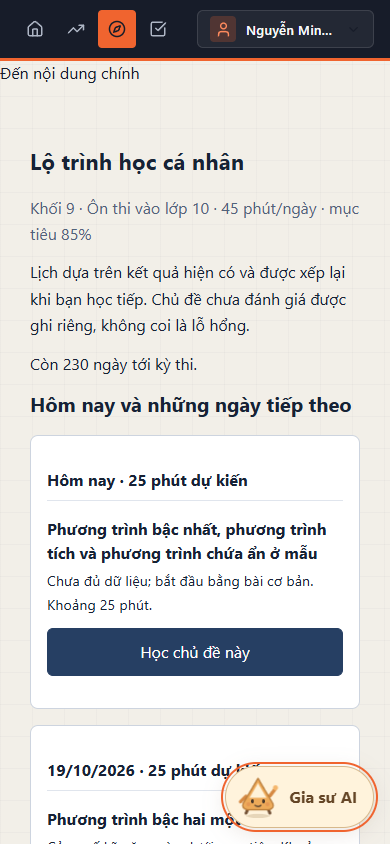 Nguyễn Min...
Đến nội dung chính
Lộ trình học cá nhân
Khối 9 · Ôn thi vào lớp 10 · 45 phút/ngày · mục
tiêu 85%
Lịch dựa trên kết quả hiện có và được xếp lại
khi bạn học tiếp. Chủ đề chưa đánh giá được
ghi riêng, không coi là lỗ hổng.
Còn 230 ngày tới kỳ thi.
Hôm nay và những ngày tiếp theo
Hôm nay · 25 phút dự kiến
Phương trình bậc nhất, phương trình
tích và phương trình chứa ẩn ở mẫu
Chưa đủ dữ liệu; bắt đầu bằng bài cơ bản.
Khoảng 25 phút.
Học chủ đề này
19/10/2026 · 25 phút dự
Phương trình bậc hai
Gia sư AI